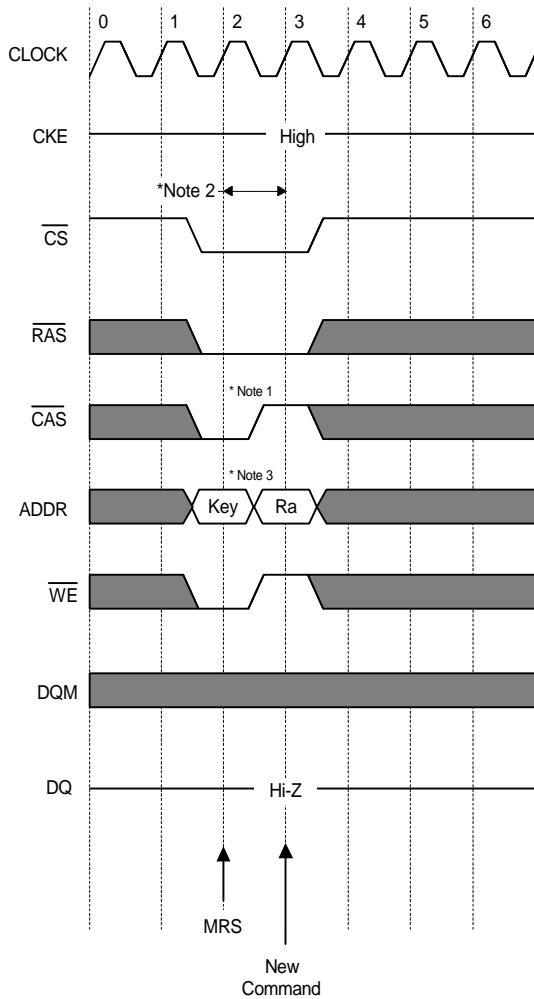 0 1 2 3 4 5 6
CLOCK
CKE
High
*Note 2
CS
RAS
* Note 1
CAS
* Note 3
ADDR
Key
Ra
WE
DQM
DQ
Hi-Z
MRS
New
Command